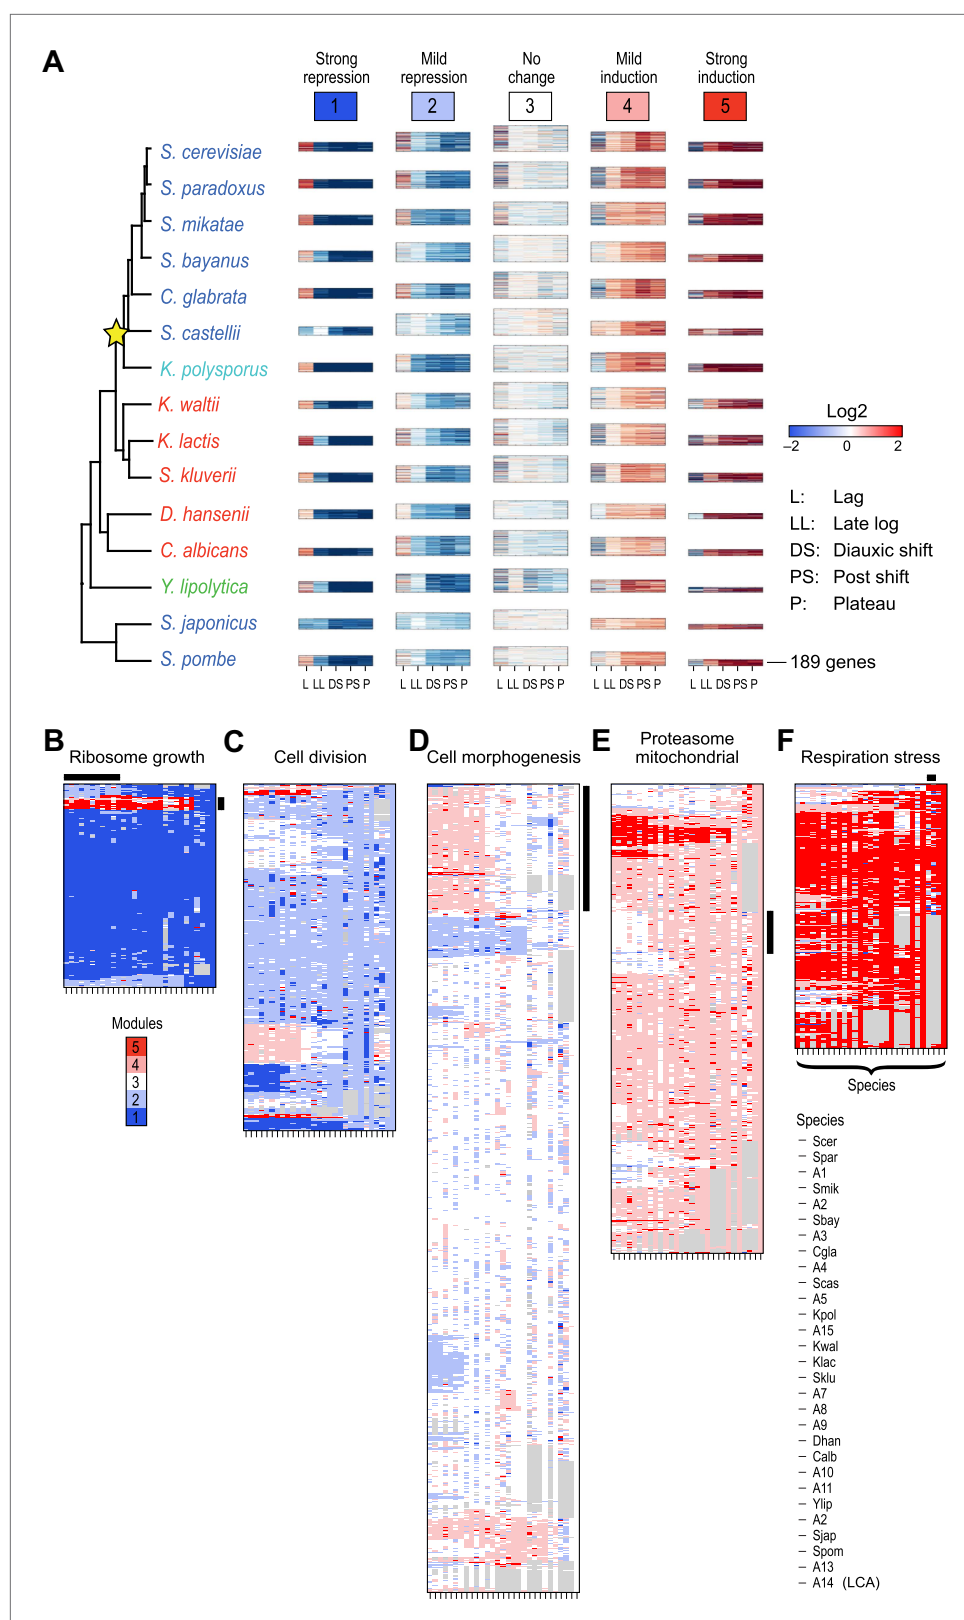 A
Strong repression
Mild repression
No change
Mild induction
Strong induction
1
2
3
4
5
S. cerevisiae
S. paradoxus
S. mikatae
S. bayanus
C. glabrata
S. castellii
K. polysporus
K. waltii
K. lactis
S. kluverii
D. hansenii
C. albicans
Y. lipolytica
S. japonicus
S. pombe
Log2
–2 0 2
L: Lag
LL: Late log
DS: Diauxic shift
PS: Post shift
P: Plateau
189 genes
L LL DS PS P
L LL DS PS P
L LL DS PS P
L LL DS PS P
L LL DS PS P
B
Ribosome growth
C
Cell division
D
Cell morphogenesis
E
Proteasome mitochondrial
F
Respiration stress
Modules
5
4
3
2
1
Species
Species
Scer
Spar
A1
Smik
A2
Sbay
A3
Cgla
A4
Scas
A5
Kpol
A15
Kwal
Klac
Sklu
A7
A8
A9
Dhan
Calb
A10
A11
Ylip
A2
Sjap
Spom
A13
A14 (LCA)